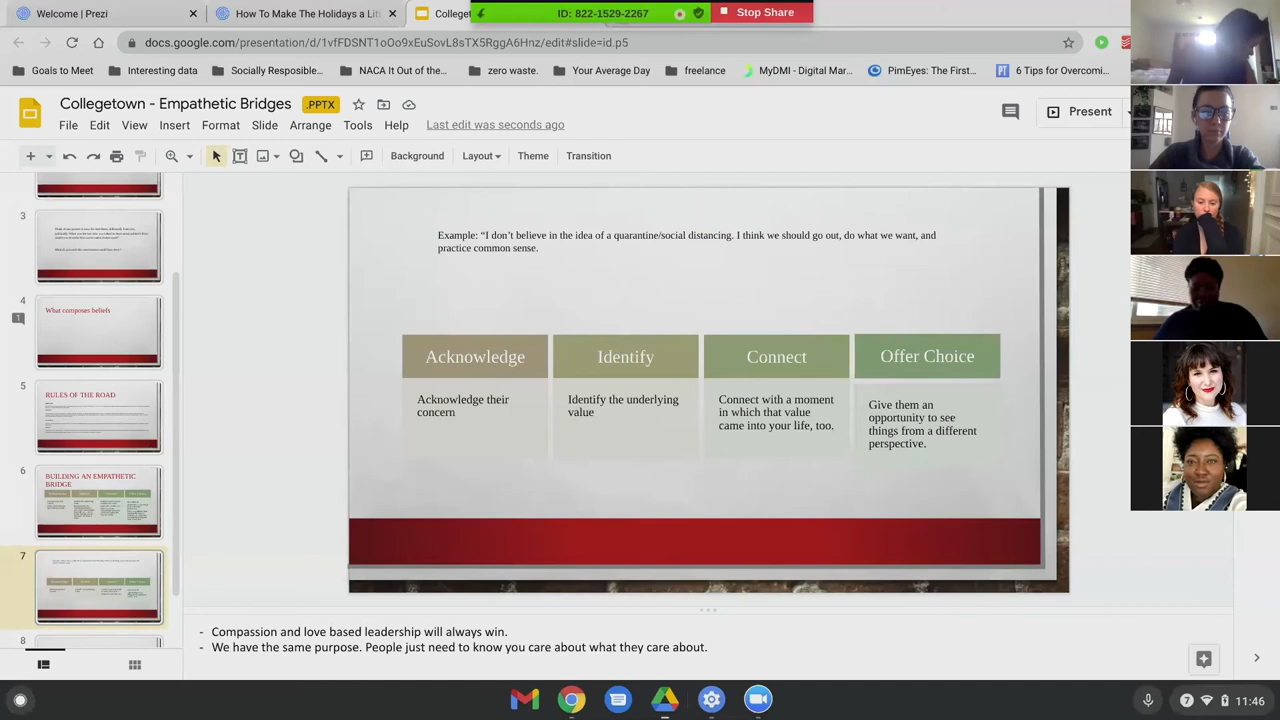 Welcome | Prezi
How To Make The Holidays a Lit
Colleget
ID: 822-1529-2267
Stop Share
docs.google.com/presentation/d/1vfFDSNT1oOo9xEuSovL8sTX5RggA6Hnz/edit#slide=id.p5
Goals to Meet
Interesting data
Socially Resposible...
NACA It Out of the...
zero waste.
Your Average Day
freelance
MyDMI - Digital Mar...
PimEyes: The First...
PT
6 Tips for Overcomi...
Collegetown - Empathetic Bridges
.PPTX
File Edit View Insert Format Slide Arrange Tools Help
Last edit was seconds ago
Present
Background
Layout
Theme
Transition
3
4
1
What composes beliefs
5
RULES OF THE ROAD
6
BUILDING AN EMPATHETIC
BRIDGE
7
8
Example: “I don’t believe in the idea of a quarantine/social distancing. I think we should go out, do what we want, and
practice common sense.
Acknowledge
Acknowledge their
concern
Identify
Identify the underlying
value
Connect
Connect with a moment
in which that value
came into your life, too.
Offer Choice
Give them an
opportunity to see
things from a different
perspective.
- Compassion and love based leadership will always win.
- We have the same purpose. People just need to know you care about what they care about.
7
11:46